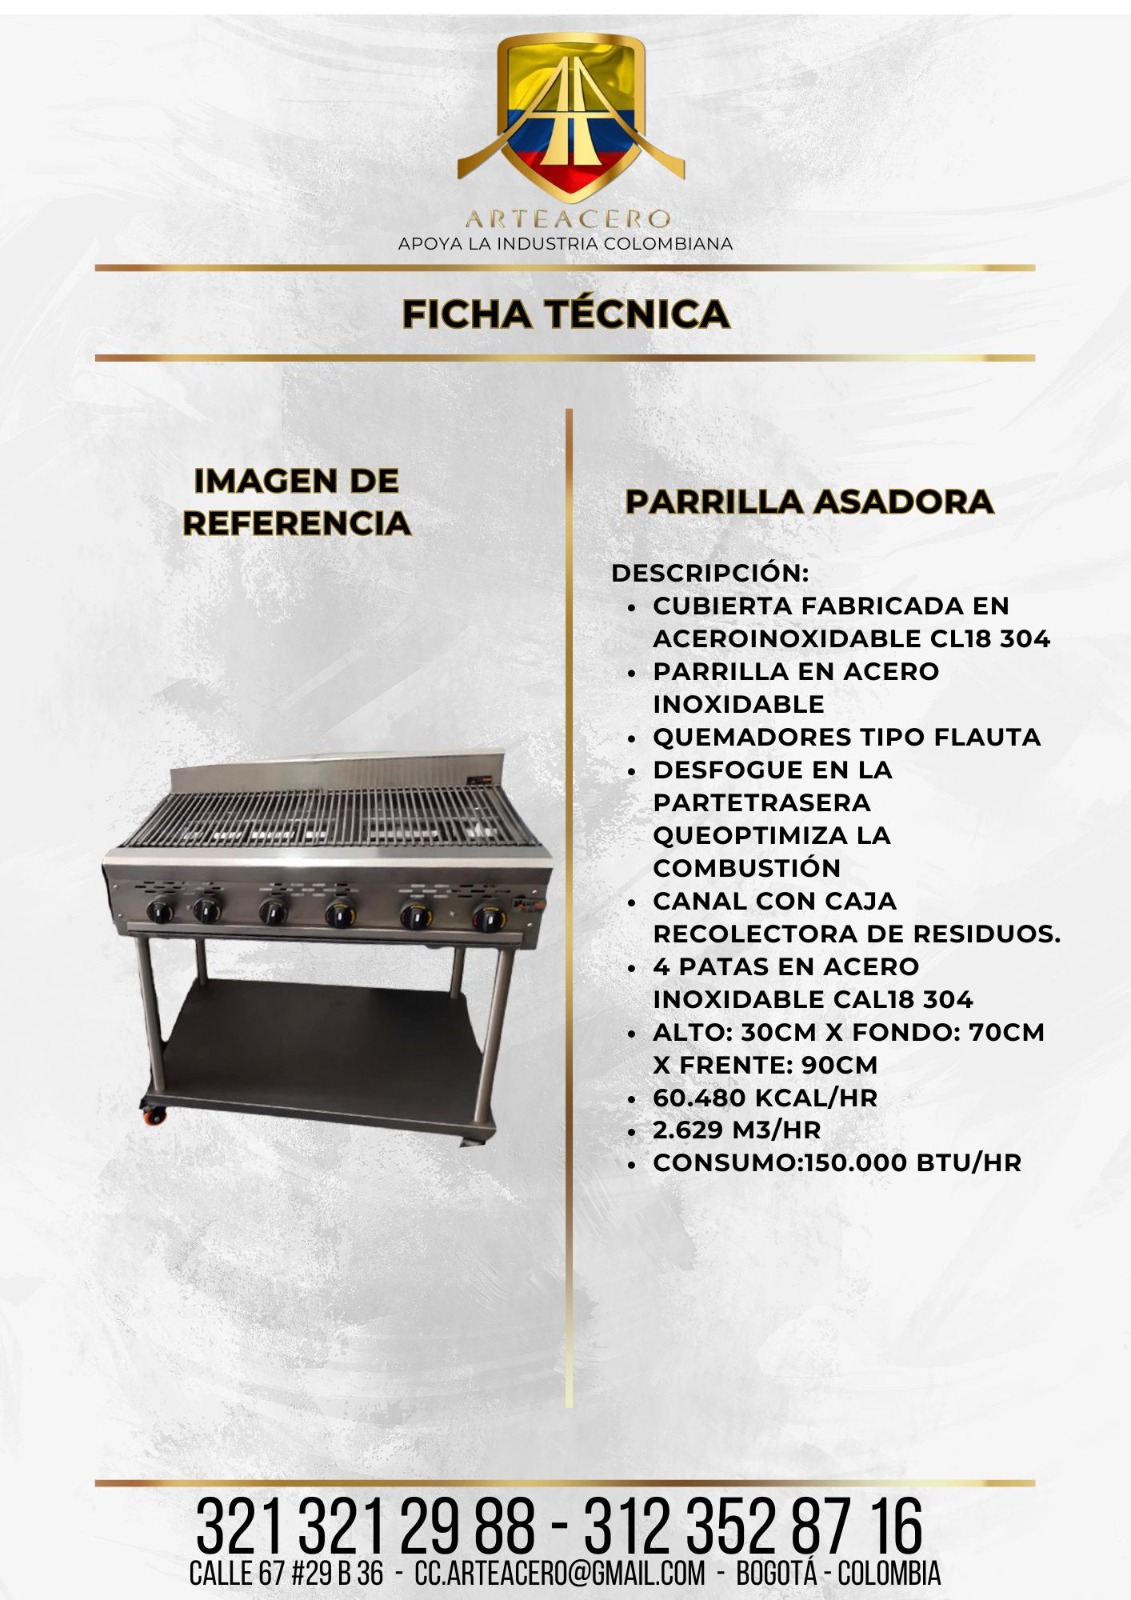 ARTEACERO
APOYA LA INDUSTRIA COLOMBIANA
FICHA TÉCNICA
IMAGEN DE
REFERENCIA
PARRILLA ASADORA
DESCRIPCIÓN:
• CUBIERTA FABRICADA EN
ACEROINOXIDABLE CL18 304
• PARRILLA EN ACERO
INOXIDABLE
• QUEMADORES TIPO FLAUTA
• DESFOGUE EN LA
PARTETRASERA
QUEOPTIMIZA LA
COMBUSTIÓN
• CANAL CON CAJA
RECOLECTORA DE RESIDUOS.
• 4 PATAS EN ACERO
INOXIDABLE CAL18 304
• ALTO: 30CM X FONDO: 70CM
X FRENTE: 90CM
• 60.480 KCAL/HR
• 2.629 M3/HR
• CONSUMO:150.000 BTU/HR
321 321 29 88 - 312 352 87 16
CALLE 67 #29 B 36 - CC.ARTEACERO@GMAIL.COM - BOGOTÁ - COLOMBIA